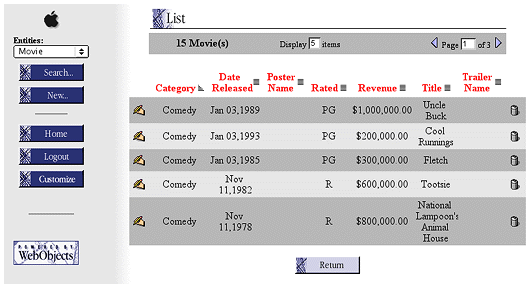 List
Entities:
Movie
15 Movie(s) Display 5 items Page 1 of 3
Search...
New...
Home
Logout
Customize
POWERED BY
WebObjects
Category Date Released Poster Name Rated Revenue Title Trailer Name
Comedy Jan 03,1989 PG $1,000,000.00 Uncle
Buck
Comedy Jan 03,1993 PG $200,000.00 Cool
Runnings
Comedy Jan 03,1985 PG $300,000.00 Fletch
Comedy Nov
11,1982 R $600,000.00 Tootsie
Comedy Nov
11,1978 R $800,000.00 National
Lampoon's
Animal
House
Return